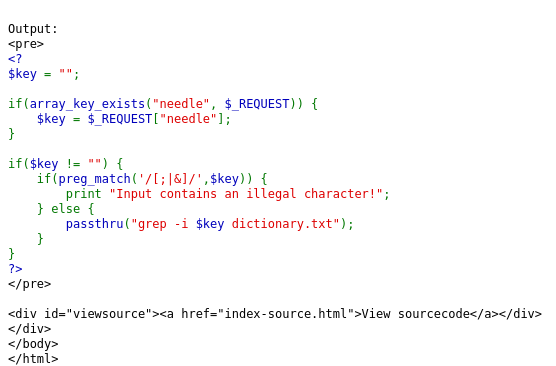 Output:
<pre>
<?
$key = "";

if(array_key_exists("needle", $_REQUEST)) {
    $key = $_REQUEST["needle"];
}

if($key != "") {
    if(preg_match('/[;|&]/',$key)) {
        print "Input contains an illegal character!";
    } else {
        passthru("grep -i $key dictionary.txt");
    }
}
?>
</pre>

<div id="viewsource"><a href="index-source.html">View sourcecode</a></div>
</div>
</body>
</html>